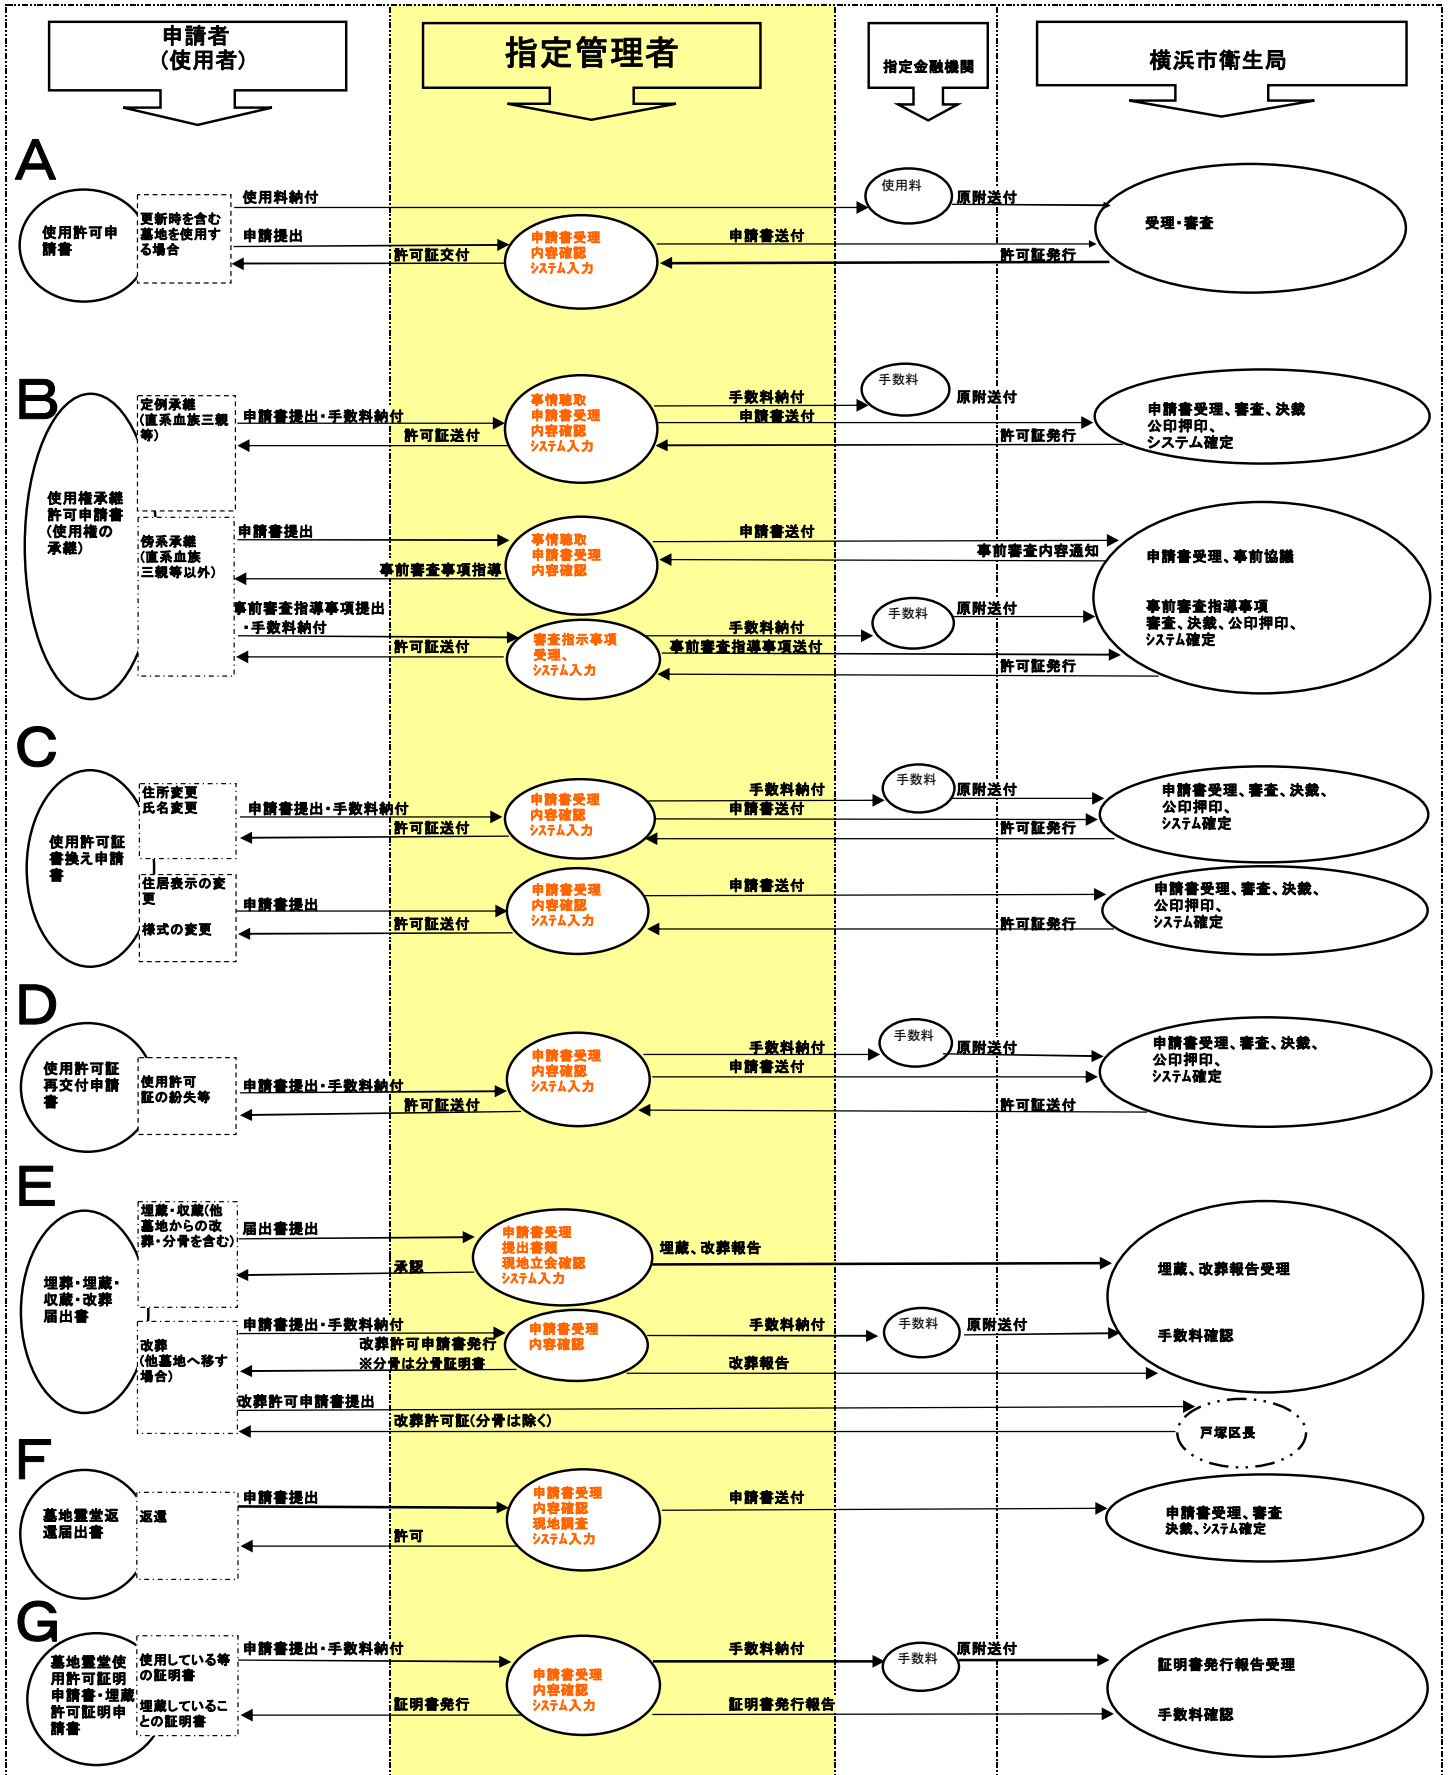 申請者
(使用者)
指定管理者
指定金融機関
横浜市衛生局
A
使用許可申
請書
更新時を含む
墓地を使用す
る場合
使用料納付
申請提出
許可証交付
申請書受理
内容確認
システム入力
申請書送付
使用料
原附送付
許可証発行
受理・審査
B
使用権承継
許可申請書
(使用権の
承継)
定例承継
(直系血族三親
等)
申請書提出・手数料納付
許可証送付
事情聴取
申請書受理
内容確認
システム入力
手数料納付
申請書送付
手数料
原附送付
許可証発行
申請書受理、審査、決裁
公印押印、
システム確定
傍系承継
(直系血族
三親等以外)
申請書提出
事前審査事項指導
事情聴取
申請書受理
内容確認
申請書送付
事前審査内容通知
申請書受理、事前協議
事前審査指導事項提出
・手数料納付
許可証送付
審査指示事項
受理、
システム入力
手数料納付
事前審査指導事項送付
手数料
原附送付
許可証発行
事前審査指導事項
審査、決裁、公印押印、
システム確定
C
使用許可証
書換え申請
書
住所変更
氏名変更
申請書提出・手数料納付
許可証送付
申請書受理
内容確認
システム入力
手数料納付
申請書送付
手数料
原附送付
許可証発行
申請書受理、審査、決裁、
公印押印、
システム確定
住居表示の変
更
様式の変更
申請書提出
許可証送付
申請書受理
内容確認
システム入力
申請書送付
許可証発行
申請書受理、審査、決裁、
公印押印、
システム確定
D
使用許可証
再交付申請
書
使用許可
証の紛失等
申請書提出・手数料納付
許可証送付
申請書受理
内容確認
システム入力
手数料納付
申請書送付
手数料
原附送付
許可証送付
申請書受理、審査、決裁、
公印押印、
システム確定
E
埋葬・埋蔵・
収蔵・改葬
届出書
埋蔵・収蔵(他
墓地からの改
葬・分骨を含む)
届出書提出
承認
申請書受理
提出書類
現地立会確認
システム入力
埋蔵、改葬報告
埋蔵、改葬報告受理
改葬
(他墓地へ移す
場合)
申請書提出・手数料納付
改葬許可申請書発行
※分骨は分骨証明書
申請書受理
内容確認
手数料納付
改葬報告
手数料
原附送付
手数料確認
改葬許可申請書提出
改葬許可証(分骨は除く)
戸塚区長
F
墓地霊堂返
還届出書
返還
申請書提出
許可
申請書受理
内容確認
現地調査
システム入力
申請書送付
申請書受理、審査
決裁、システム確定
G
墓地霊堂使
用許可証明
申請書・埋蔵
許可証明申
請書
使用している等
の証明書
埋蔵しているこ
との証明書
申請書提出・手数料納付
証明書発行
申請書受理
内容確認
システム入力
手数料納付
証明書発行報告
手数料
原附送付
証明書発行報告受理
手数料確認